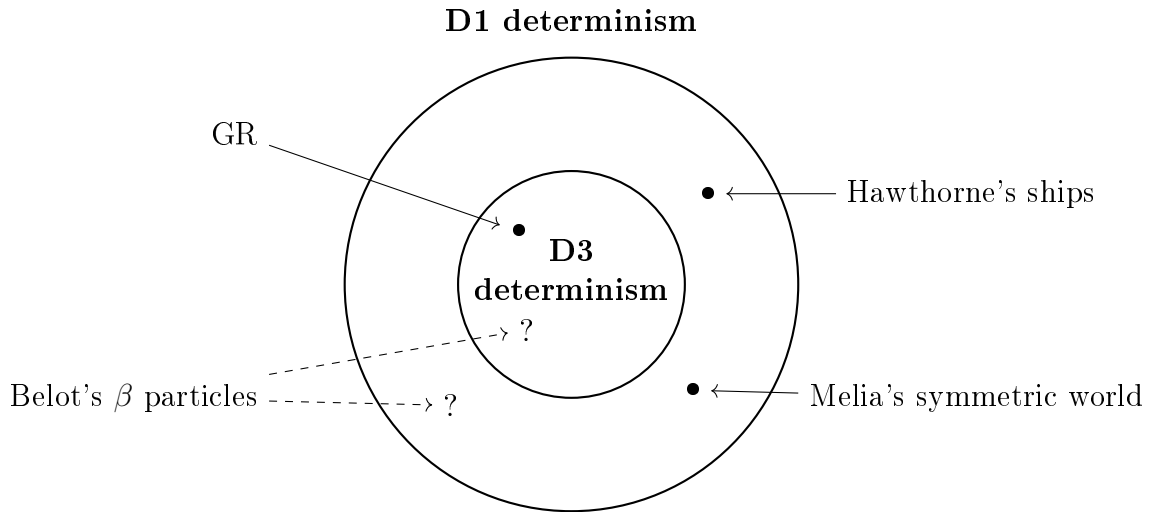 D1 determinism
GR
Hawthorne's ships
D3
determinism
?
Belot's β particles
?
Melia's symmetric world